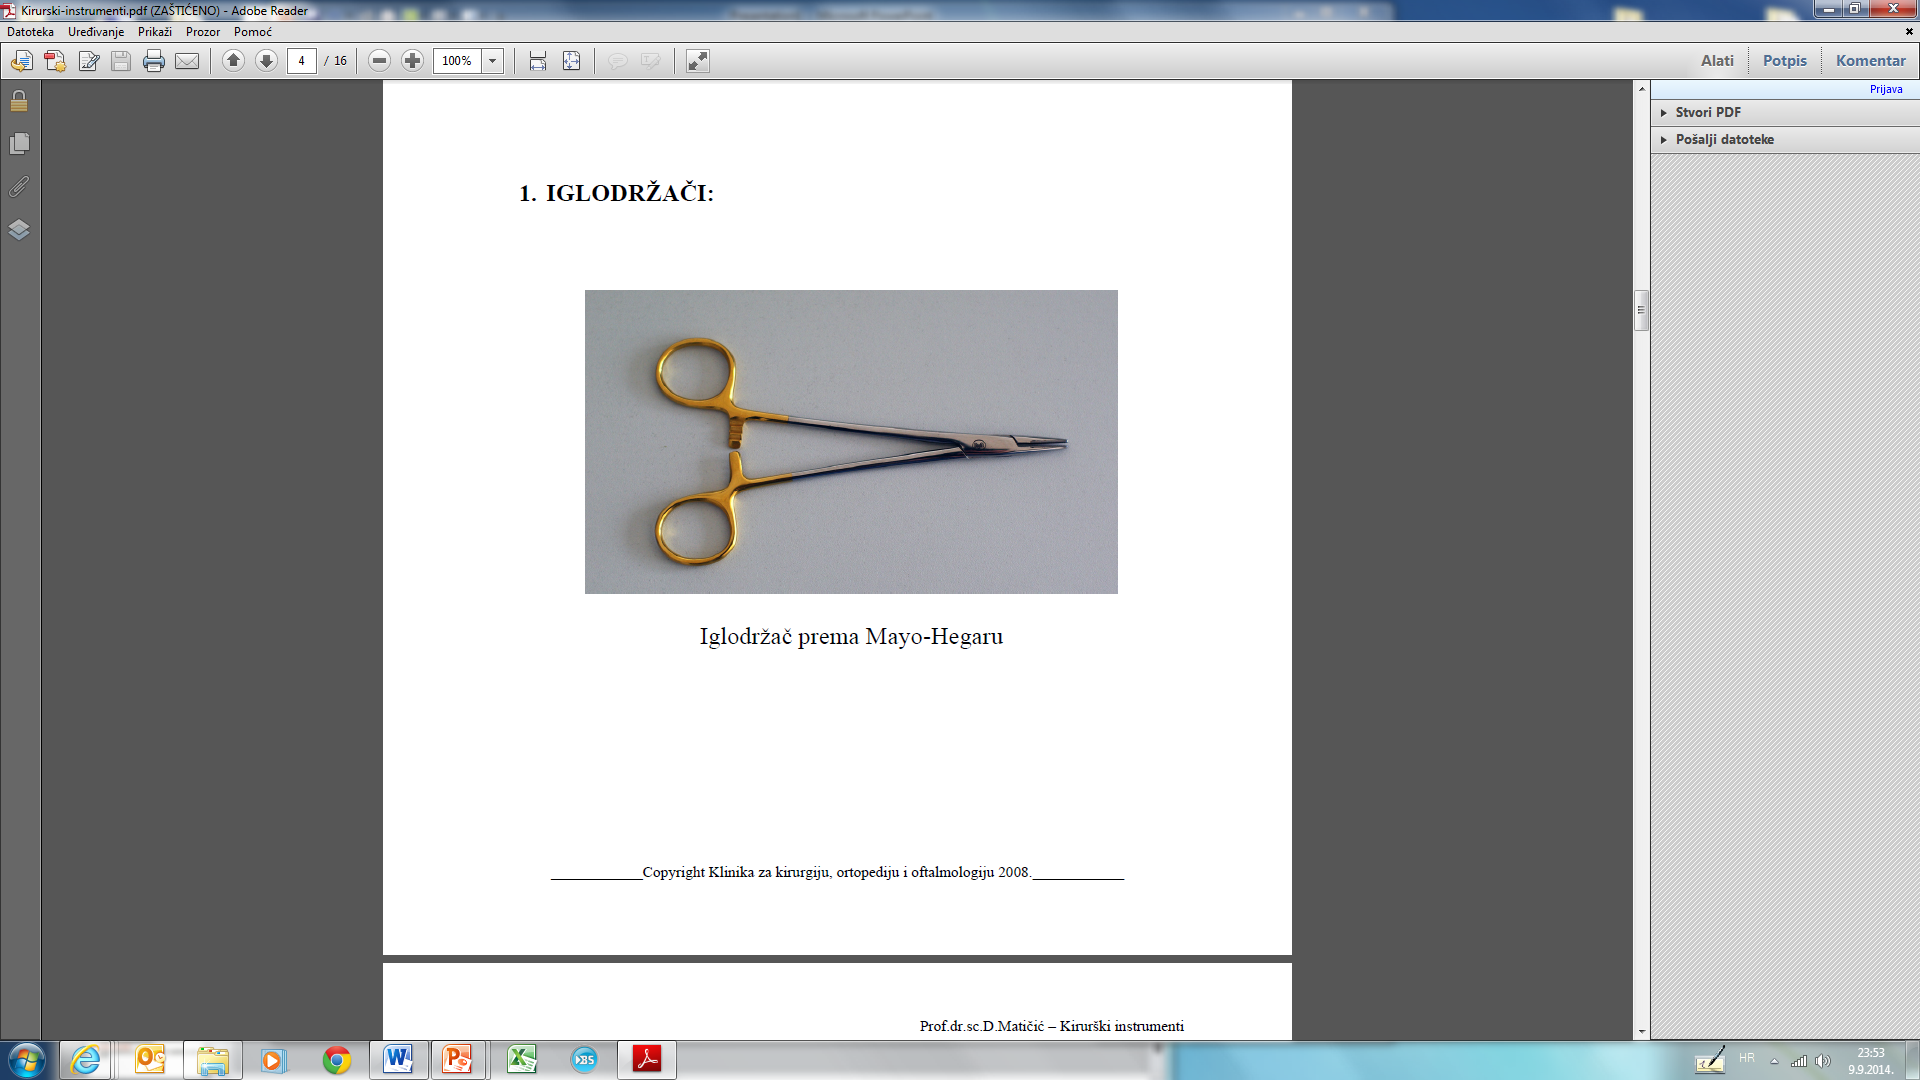 Kirurski-instrumenti.pdf (ZAŠTIĆENO) - Adobe Reader
Datoteka Uređivanje Prikaži Prozor Pomoć
4 / 16 100% Alati Potpis Komentar
Prijava
Stvori PDF
Pošalji datoteke
1. IGLODRŽAČI:
Iglodržač prema Mayo-Hegaru
____________Copyright Klinika za kirurgiju, ortopediju i oftalmologiju 2008.____________
Prof.dr.sc.D.Matičić – Kirurški instrumenti
HR
23:53
9.9.2014.